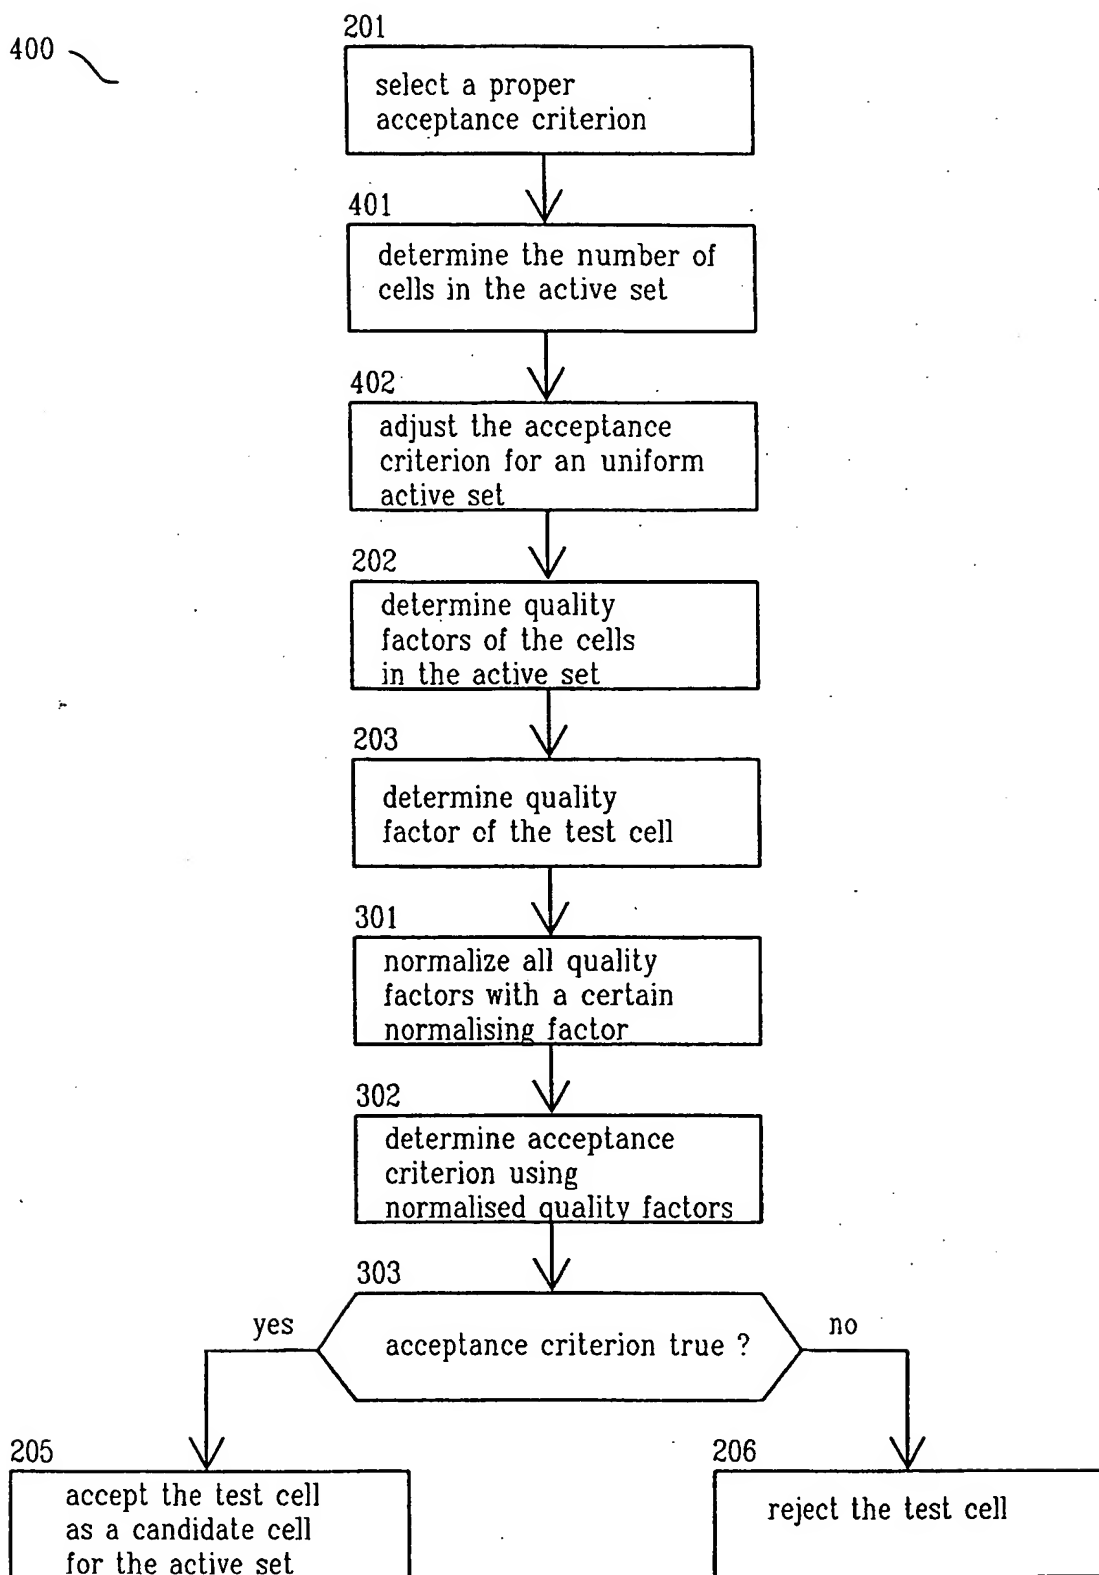 400
201
select a proper
acceptance criterion
401
determine the number of
cells in the active set
402
adjust the acceptance
criterion for an uniform
active set
202
determine quality
factors of the cells
in the active set
203
determine quality
factor of the test cell
301
normalize all quality
factors with a certain
normalising factor
302
determine acceptance
criterion using
normalised quality factors
303
yes
acceptance criterion true ?
no
205
accept the test cell
as a candidate cell
for the active set
206
reject the test cell